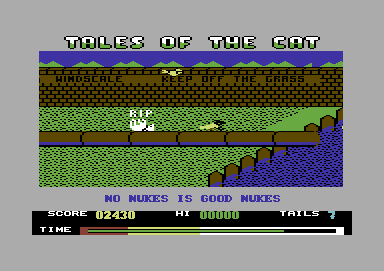 TALES OF THE CAT
WINDSCALE KEEP OFF THE GRASS
RIP
NO NUKES IS GOOD NUKES
SCORE 02430 HI 00000 TAILS 7
TIME